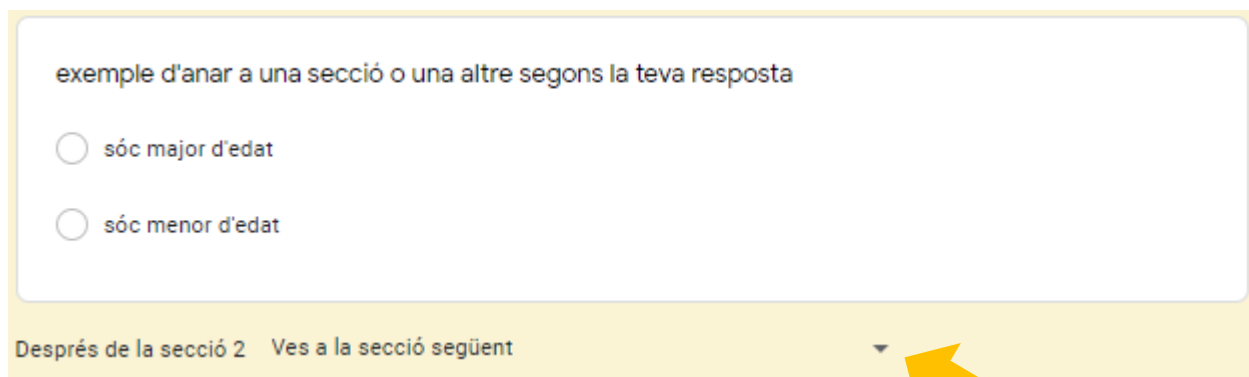 exemple d'anar a una secció o una altre segons la teva resposta
sóc major d'edat
sóc menor d'edat
Després de la secció 2 Ves a la secció següent